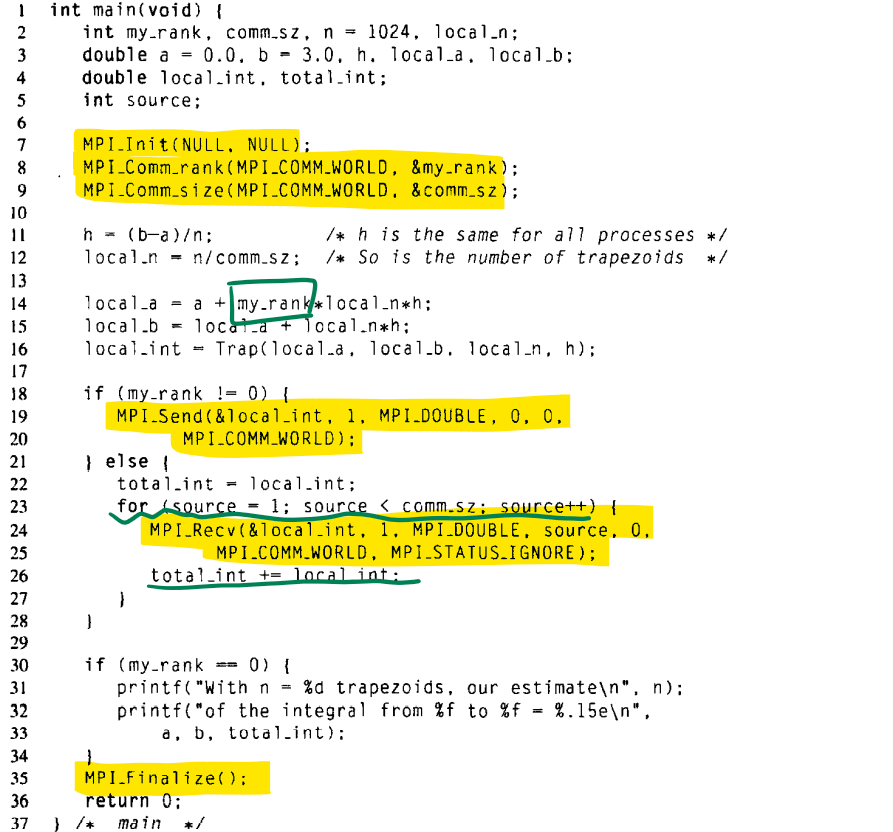 1 int main(void) {
2 int my_rank, comm_sz, n = 1024, local_n;
3 double a = 0.0, b = 3.0, h, local_a, local_b;
4 double local_int, total_int;
5 int source;
6
7 MPI_Init(NULL, NULL);
8 MPI_Comm_rank(MPI_COMM_WORLD, &my_rank);
9 MPI_Comm_size(MPI_COMM_WORLD, &comm_sz);
10
11 h = (b-a)/n; /* h is the same for all processes */
12 local_n = n/comm_sz; /* So is the number of trapezoids */
13
14 local_a = a + my_rank*local_n*h;
15 local_b = local_a + local_n*h;
16 local_int = Trap(local_a, local_b, local_n, h);
17
18 if (my_rank != 0) {
19 MPI_Send(&local_int, 1, MPI_DOUBLE, 0, 0,
20 MPI_COMM_WORLD);
21 } else {
22 total_int = local_int;
23 for (source = 1; source < comm_sz; source++) {
24 MPI_Recv(&local_int, 1, MPI_DOUBLE, source, 0,
25 MPI_COMM_WORLD, MPI_STATUS_IGNORE);
26 total_int += local_int;
27 }
28 }
29
30 if (my_rank == 0) {
31 printf("With n = %d trapezoids, our estimate\n", n);
32 printf("of the integral from %f to %f = %.15e\n",
33 a, b, total_int);
34 }
35 MPI_Finalize();
36 return 0;
37 } /* main */